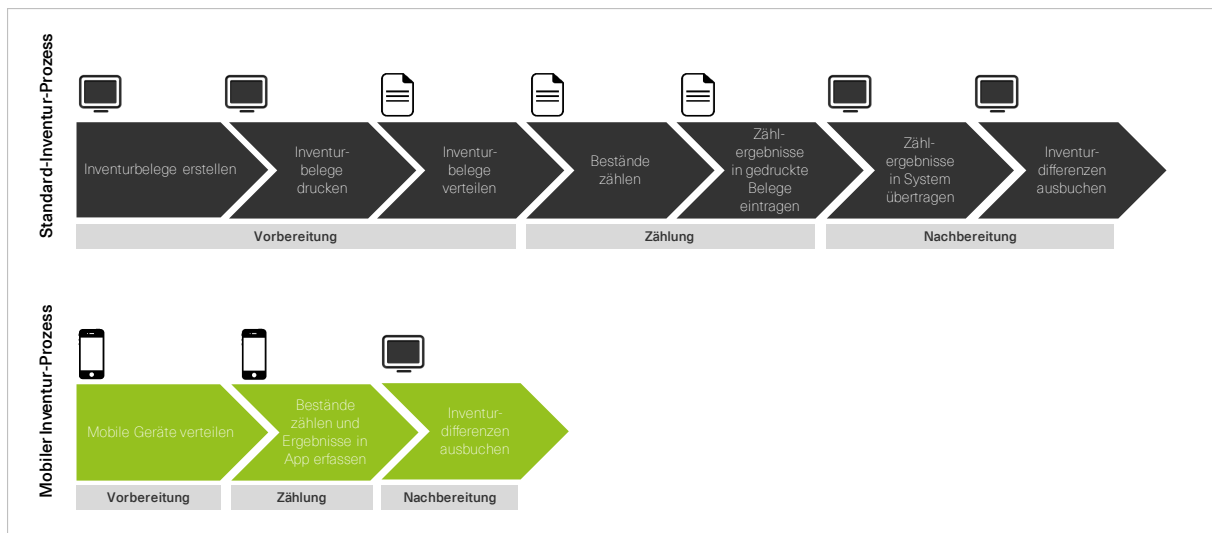 Standard-Inventur-Prozess
Inventurbelege erstellen
Inventur-
belege
drucken
Inventur-
belege
verteilen
Bestände
zählen
Zähl-
ergebnisse
in gedruckte
Belege
eintragen
Zähl-
ergebnisse
in System
übertragen
Inventur-
differenzen
ausbuchen
Vorbereitung
Zählung
Nachbereitung
Mobiler Inventur-Prozess
Mobile Geräte verteilen
Bestände
zählen und
Ergebnisse in
App erfassen
Inventur-
differenzen
ausbuchen
Vorbereitung
Zählung
Nachbereitung